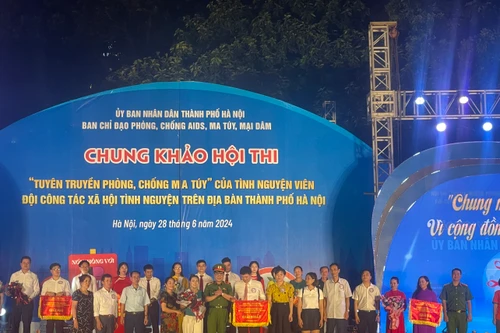 ỦY BAN NHÂN DÂN THÀNH PHỐ HÀ NỘI
BAN CHỈ ĐẠO PHÒNG, CHỐNG AIDS, MA TÚY, MẠI DÂM
CHUNG KHẢO HỘI THI
"TUYÊN TRUYỀN PHÒNG, CHỐNG MA TÚY" CỦA TÌNH NGUYỆN VIÊN
ĐỘI CÔNG TÁC XÃ HỘI TÌNH NGUYỆN TRÊN ĐỊA BÀN THÀNH PHỐ HÀ NỘI
Hà Nội, ngày 28 tháng 6 năm 2024
"Chung
Vì cộng đồn
ỦY BAN NHÂN